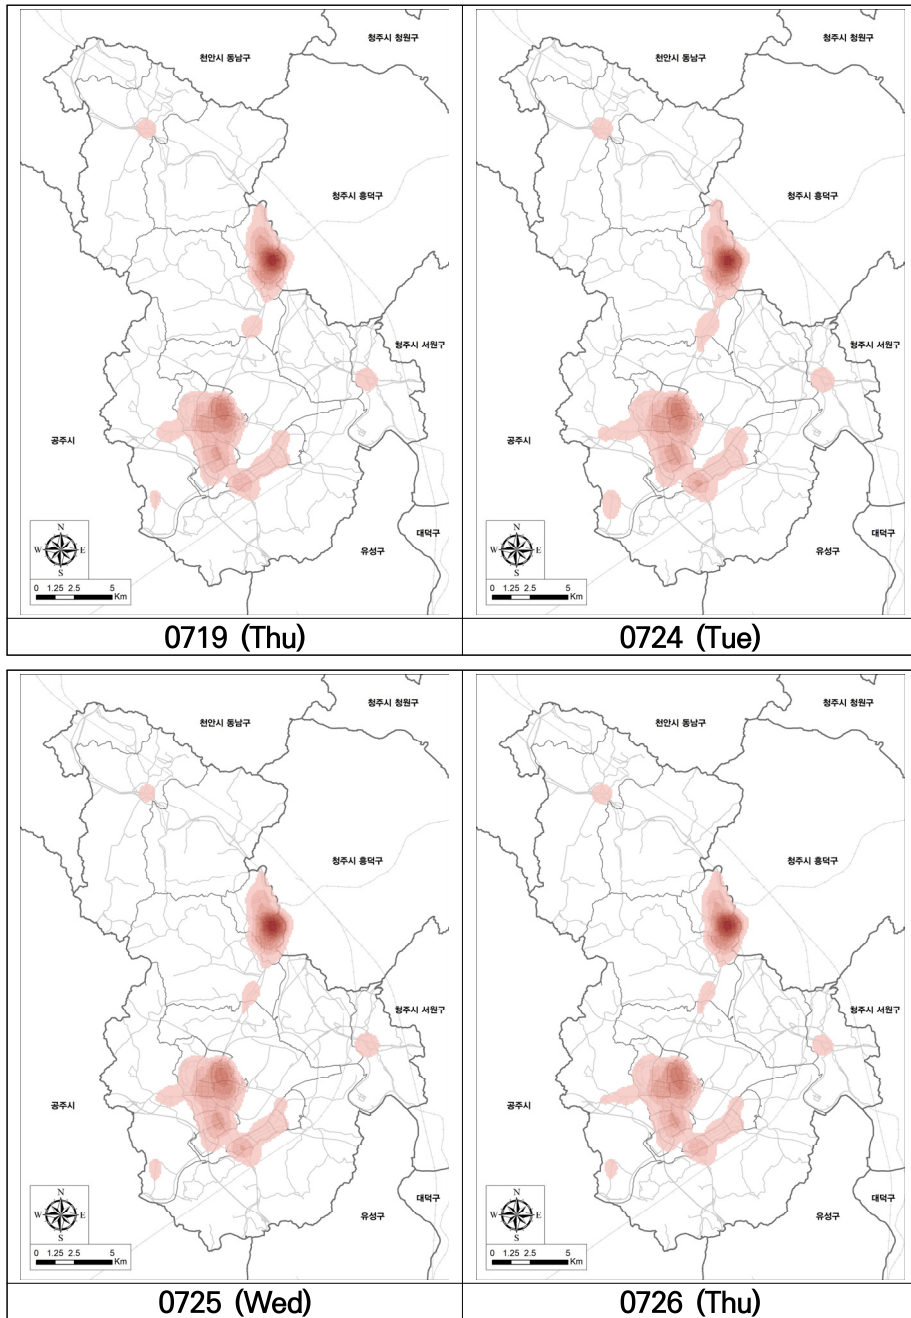 청주시 청원구
천안시 동남구
청주시 흥덕구
청주시 서원구
공주시
대덕구
유성구
N
W E
S
0 1.25 2.5 5
Km
0719 (Thu)
청주시 청원구
천안시 동남구
청주시 흥덕구
청주시 서원구
공주시
대덕구
유성구
N
W E
S
0 1.25 2.5 5
Km
0724 (Tue)
청주시 청원구
천안시 동남구
청주시 흥덕구
청주시 서원구
공주시
대덕구
유성구
N
W E
S
0 1.25 2.5 5
Km
0725 (Wed)
청주시 청원구
천안시 동남구
청주시 흥덕구
청주시 서원구
공주시
대덕구
유성구
N
W E
S
0 1.25 2.5 5
Km
0726 (Thu)